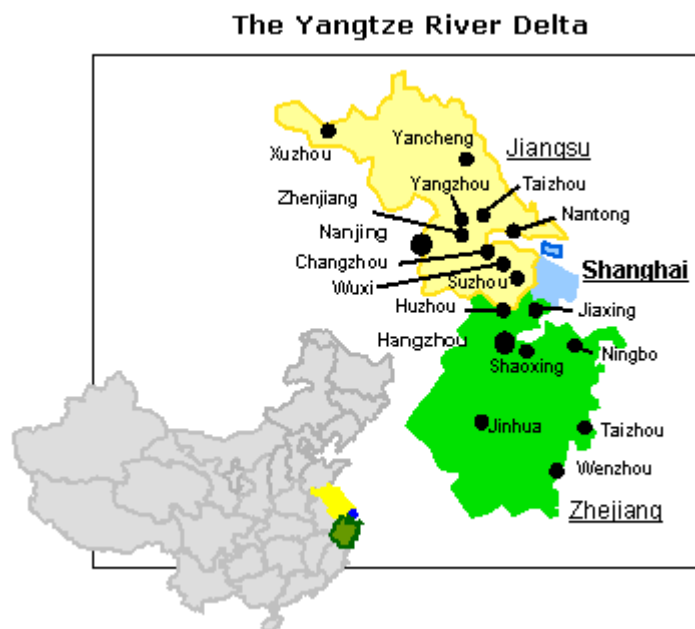 The Yangtze River Delta
Xuzhou
Yancheng
Jiangsu
Yangzhou
Taizhou
Zhenjiang
Nantong
Nanjing
Changzhou
Shanghai
Wuxi
Suzhou
Huzhou
Jiaxing
Hangzhou
Shaoxing
Ningbo
Jinhua
Taizhou
Wenzhou
Zhejiang